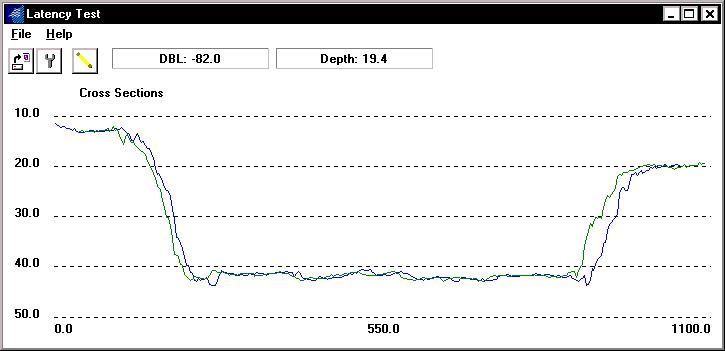 Latency Test
File Help
DBL: -82.0 Depth: 19.4
Cross Sections
10.0
20.0
30.0
40.0
50.0
0.0 550.0 1100.0